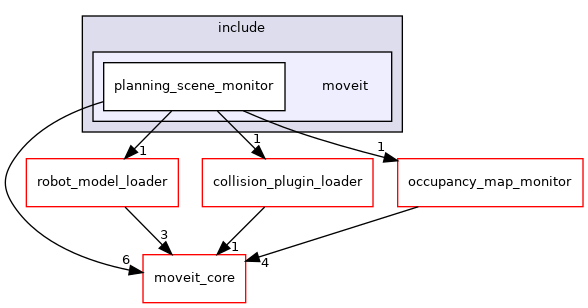 include
planning_scene_monitor
moveit
1
1
1
robot_model_loader
collision_plugin_loader
occupancy_map_monitor
3
1
6
4
moveit_core